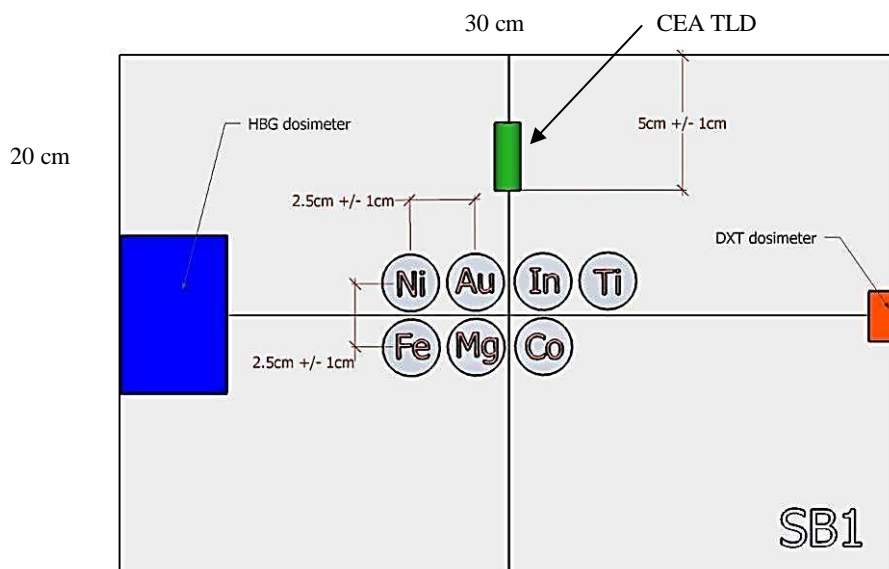 30 cm
CEA TLD
HBG dosimeter
5cm +/- 1cm
20 cm
2.5cm +/- 1cm
DXT dosimeter
Ni Au In Ti
Fe Mg Co
2.5cm +/- 1cm
SB1